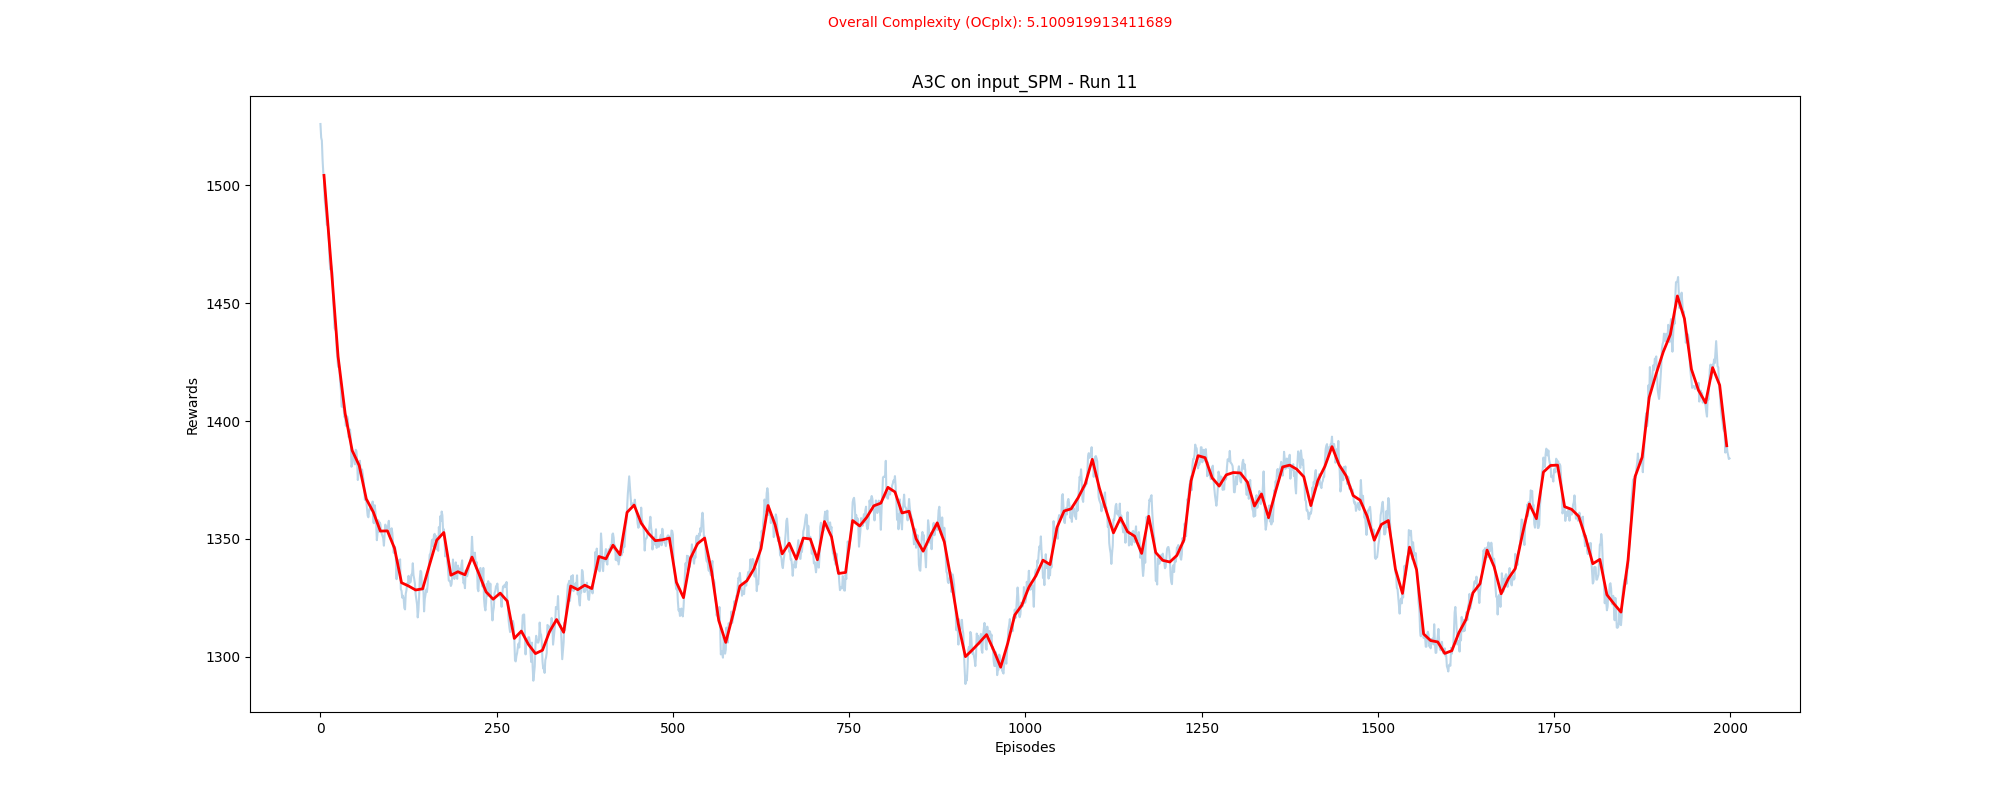 Overall Complexity (OCplx): 5.100919913411689
A3C on input_SPM - Run 11
1500
1450
1400
1350
1300
Rewards
0 250 500 750 1000 1250 1500 1750 2000
Episodes